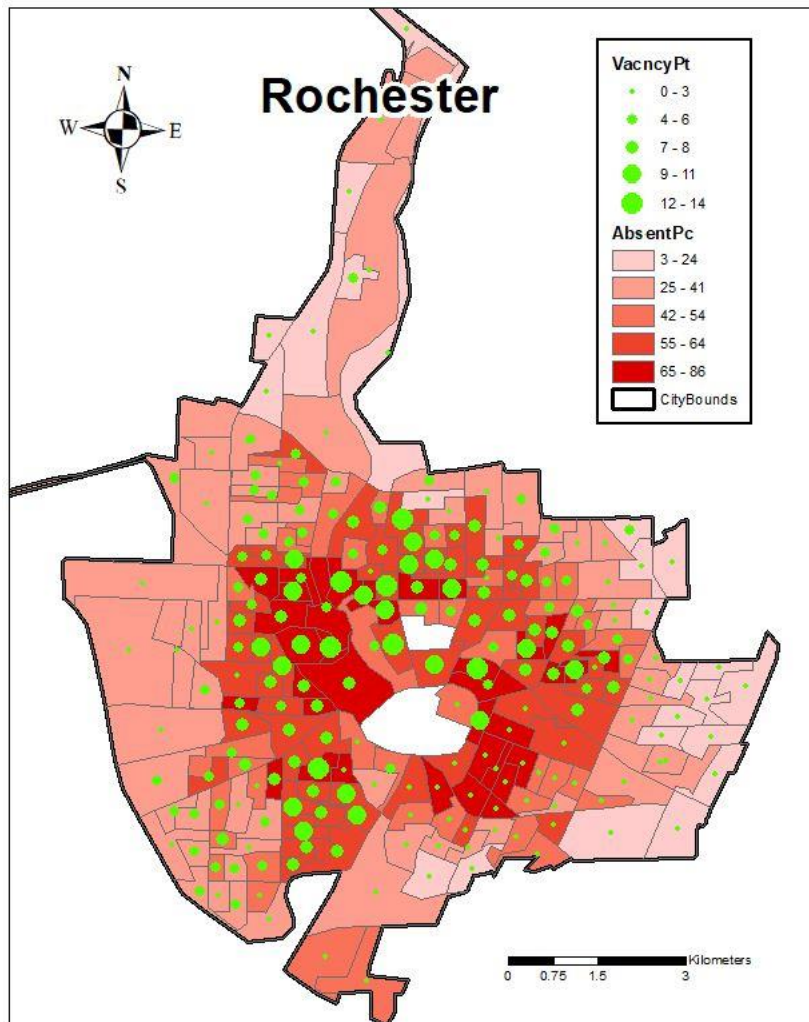 Rochester
N
W E
S
VacncyPt
0 - 3
4 - 6
7 - 8
9 - 11
12 - 14
AbsentPc
3 - 24
25 - 41
42 - 54
55 - 64
65 - 86
CityBounds
Kilometers
0 0.75 1.5 3